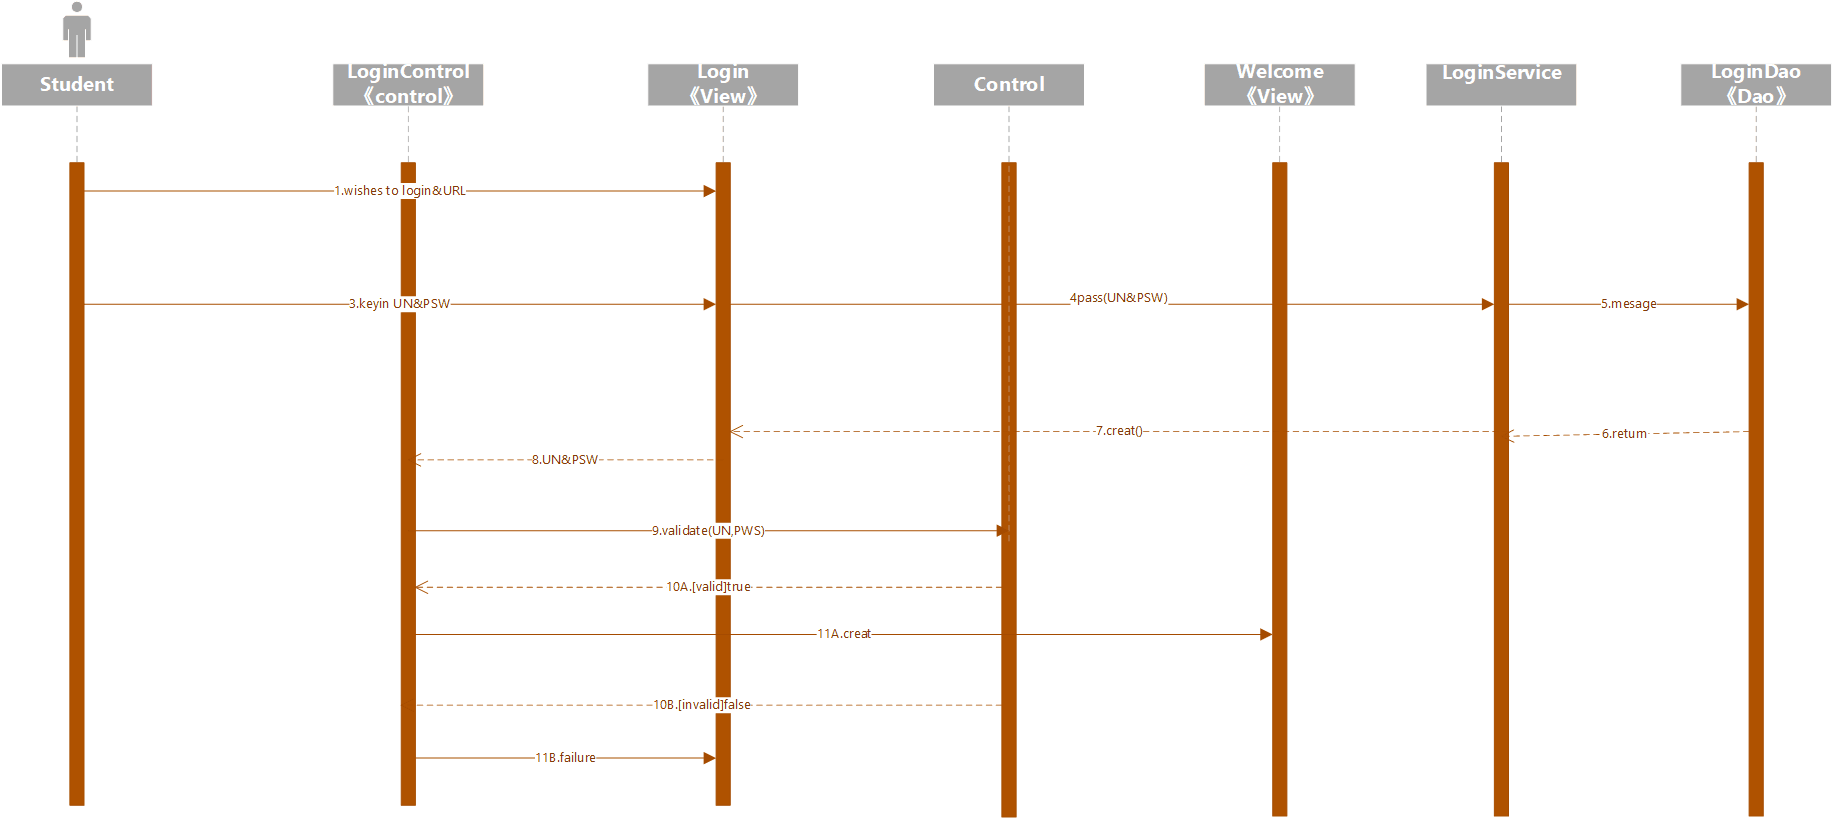 Student
LoginControl
《control》
Login
《View》
Control
Welcome
《View》
LoginService
LoginDao
《Dao》
1.wishes to login&URL
3.keyin UN&PSW
4pass(UN&PSW)
5.mesage
7.creat()
6.return
8.UN&PSW
9.validate(UN,PWS)
10A.[valid]true
11A.creat
10B.[invalid]false
11B.failure